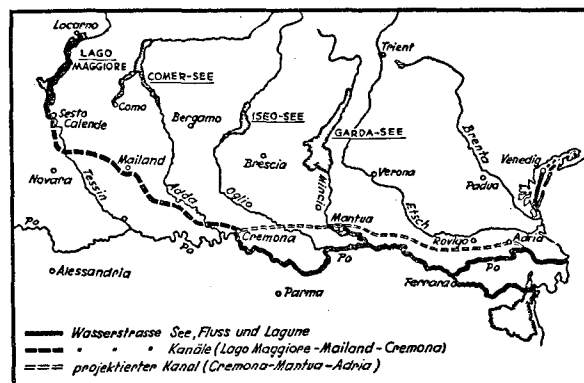 Locarno
LAGO
MAGGIORE
COMER-SEE
Trient
Como
Sesto
Calende
Bergamo
ISEO-SEE
GARDA-SEE
Brenta
Venedig
Mailand
Brescia
Verona
Padua
Novara
Tessin
Adda
Oglio
Mincio
Etsch
Po
Po
Cremona
Mantua
Rovigo
Adria
Po
Po
Ferrara
Alessandria
Parma
Wasserstrasse See, Fluss und Lagune
" " Kanäle (Lago Maggiore-Mailand-Cremona)
projektierter Kanal (Cremona-Mantua-Adria)